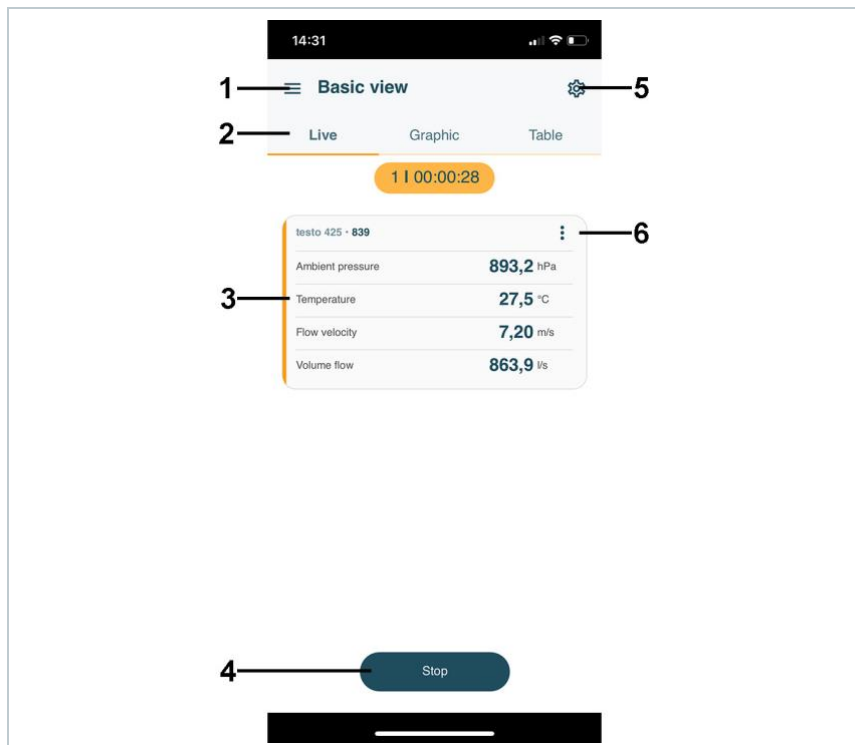 14:31
1 Basic view 5
2 Live Graphic Table
1 | 00:00:28
testo 425 - 839 6
Ambient pressure 893,2 hPa
3 Temperature 27,5 °C
Flow velocity 7,20 m/s
Volume flow 863,9 l/s
4 Stop